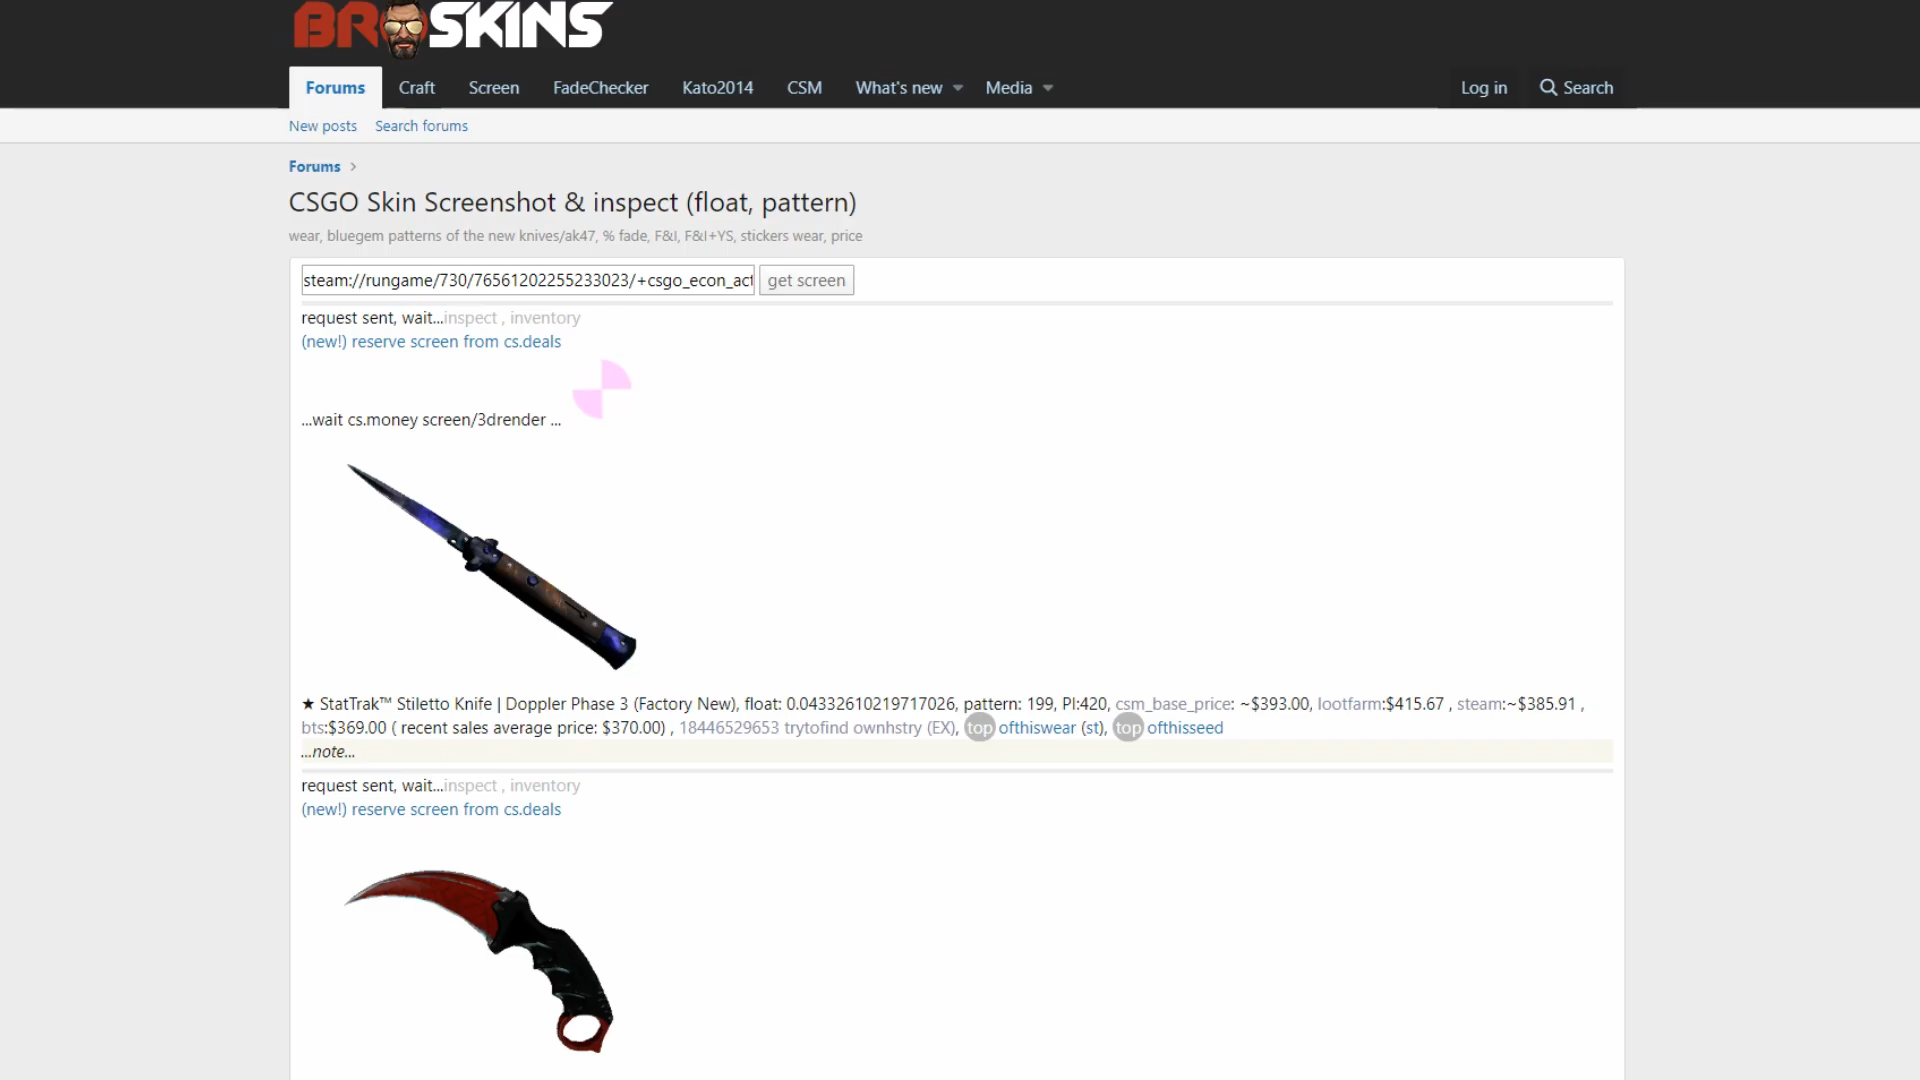 BROSKINS
Forums Craft Screen FadeChecker Kato2014 CSM What's new Media Log in Search
New posts Search forums
Forums
CSGO Skin Screenshot & inspect (float, pattern)
wear, bluegem patterns of the new knives/ak47, % fade, F&I, F&I+YS, stickers wear, price
steam://rungame/730/76561202255233023/+csgo_econ_act get screen
request sent, wait...inspect , inventory
(new!) reserve screen from cs.deals
...wait cs.money screen/3drender ...
★ StatTrak™ Stiletto Knife | Doppler Phase 3 (Factory New), float: 0.04332610219717026, pattern: 199, PI:420, csm_base_price: ~$393.00, lootfarm:$415.67 , steam:~$385.91 ,
bts:$369.00 ( recent sales average price: $370.00) , 18446529653 trytofind ownhstry (EX), top ofthiswear (st), top ofthisseed
...note...
request sent, wait...inspect , inventory
(new!) reserve screen from cs.deals